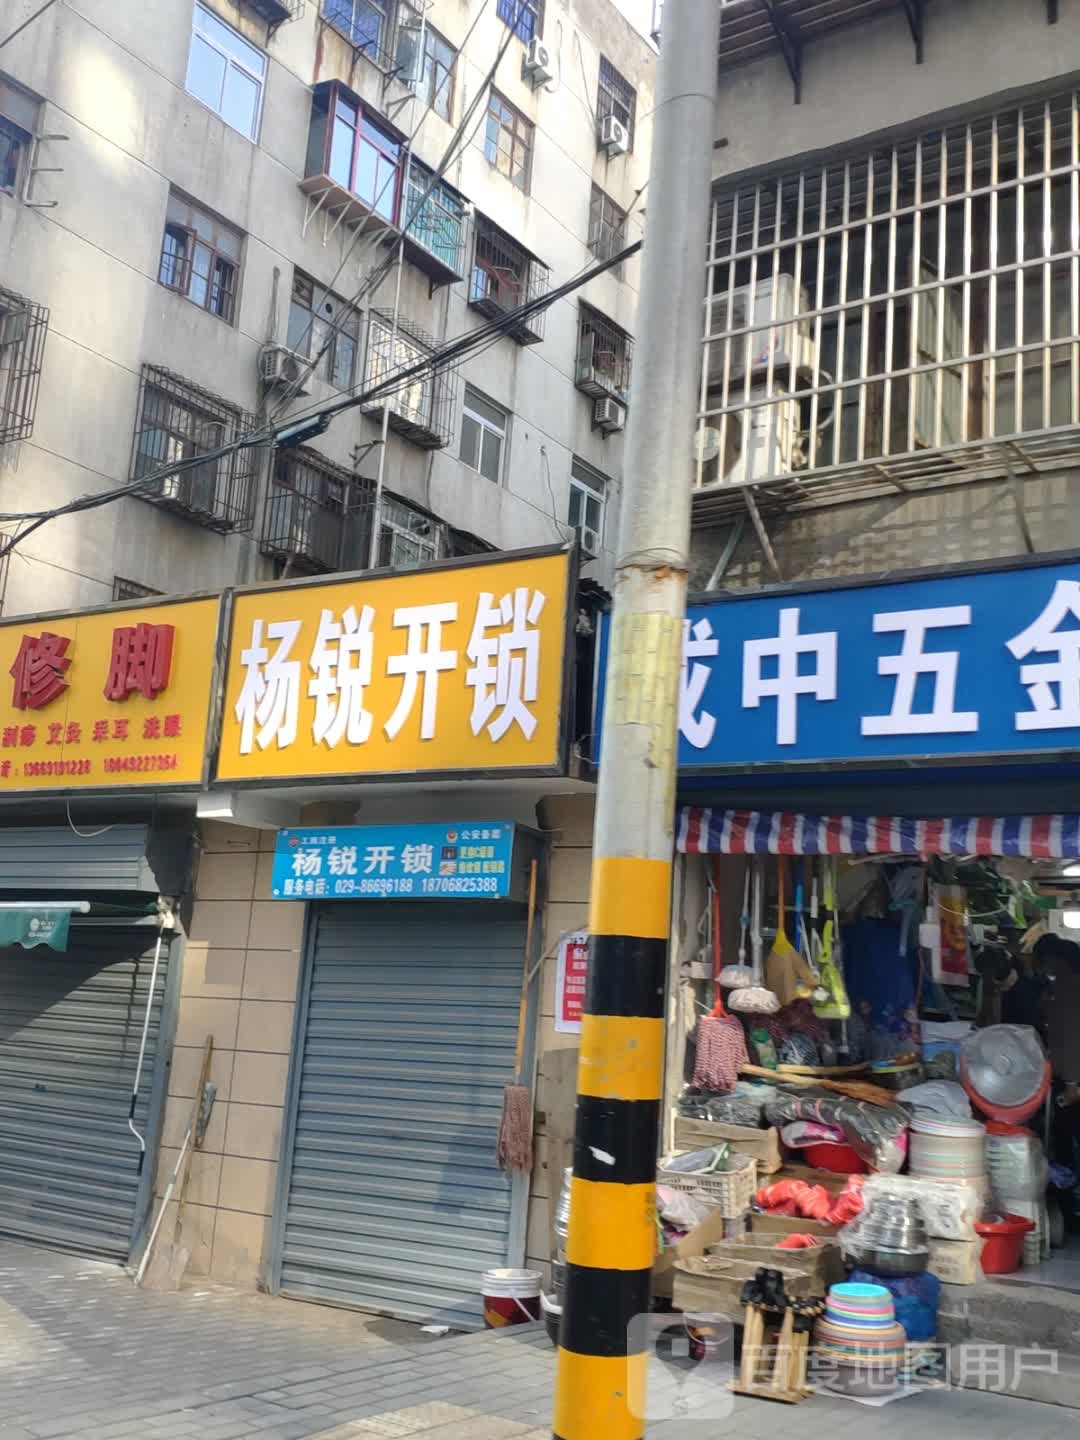 修脚
刮痧 艾灸 采耳 洗眼
杨锐开锁
中五金
工商注册 公安备案
杨锐开锁
服务电话：029-86696188 18706825388
百度地图用户